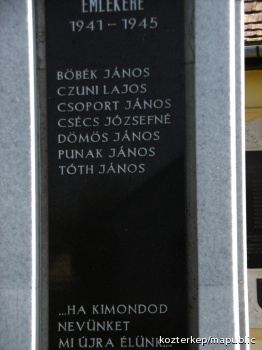 EMLÉKÉRE
1941-1945
BÖBÉK JÁNOS
CZUNI LAJOS
CSOPORT JÁNOS
CSÉCS JÓZSEFNÉ
DÖMÖS JÁNOS
PUNAK JÁNOS
TÓTH JÁNOS
...HA KIMONDOD
NEVÜNKET
MI ÚJRA ÉLÜNK...
kozterkep/mapublic